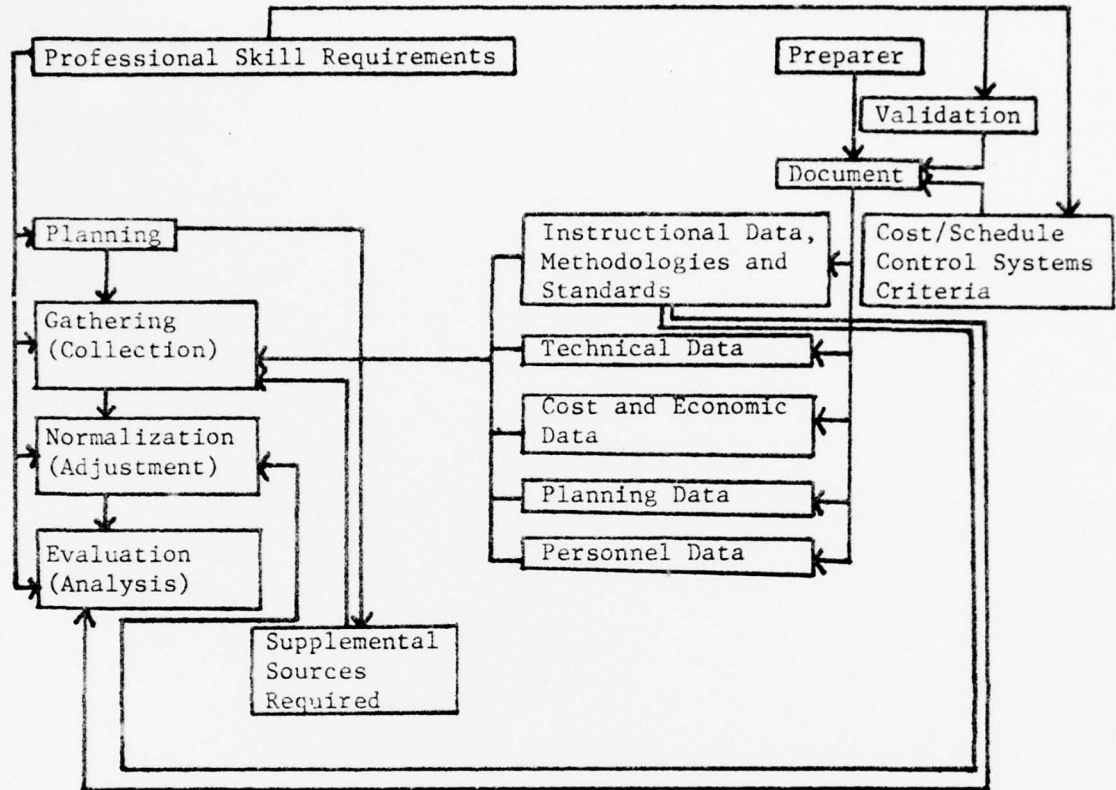 Professional Skill Requirements
Preparer
Validation
Document
Planning
Instructional Data,
Methodologies and
Standards
Cost/Schedule
Control Systems
Criteria
Gathering
(Collection)
Technical Data
Cost and Economic
Data
Normalization
(Adjustment)
Planning Data
Evaluation
(Analysis)
Personnel Data
Supplemental
Sources
Required